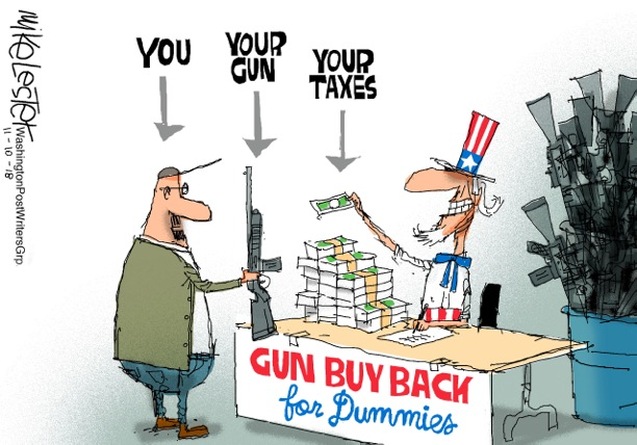 mike Lester
WashingtonPostWritersGrp
11 - 10 - 18
YOU
YOUR
GUN
YOUR
TAXES
GUN BUY BACK
for Dummies